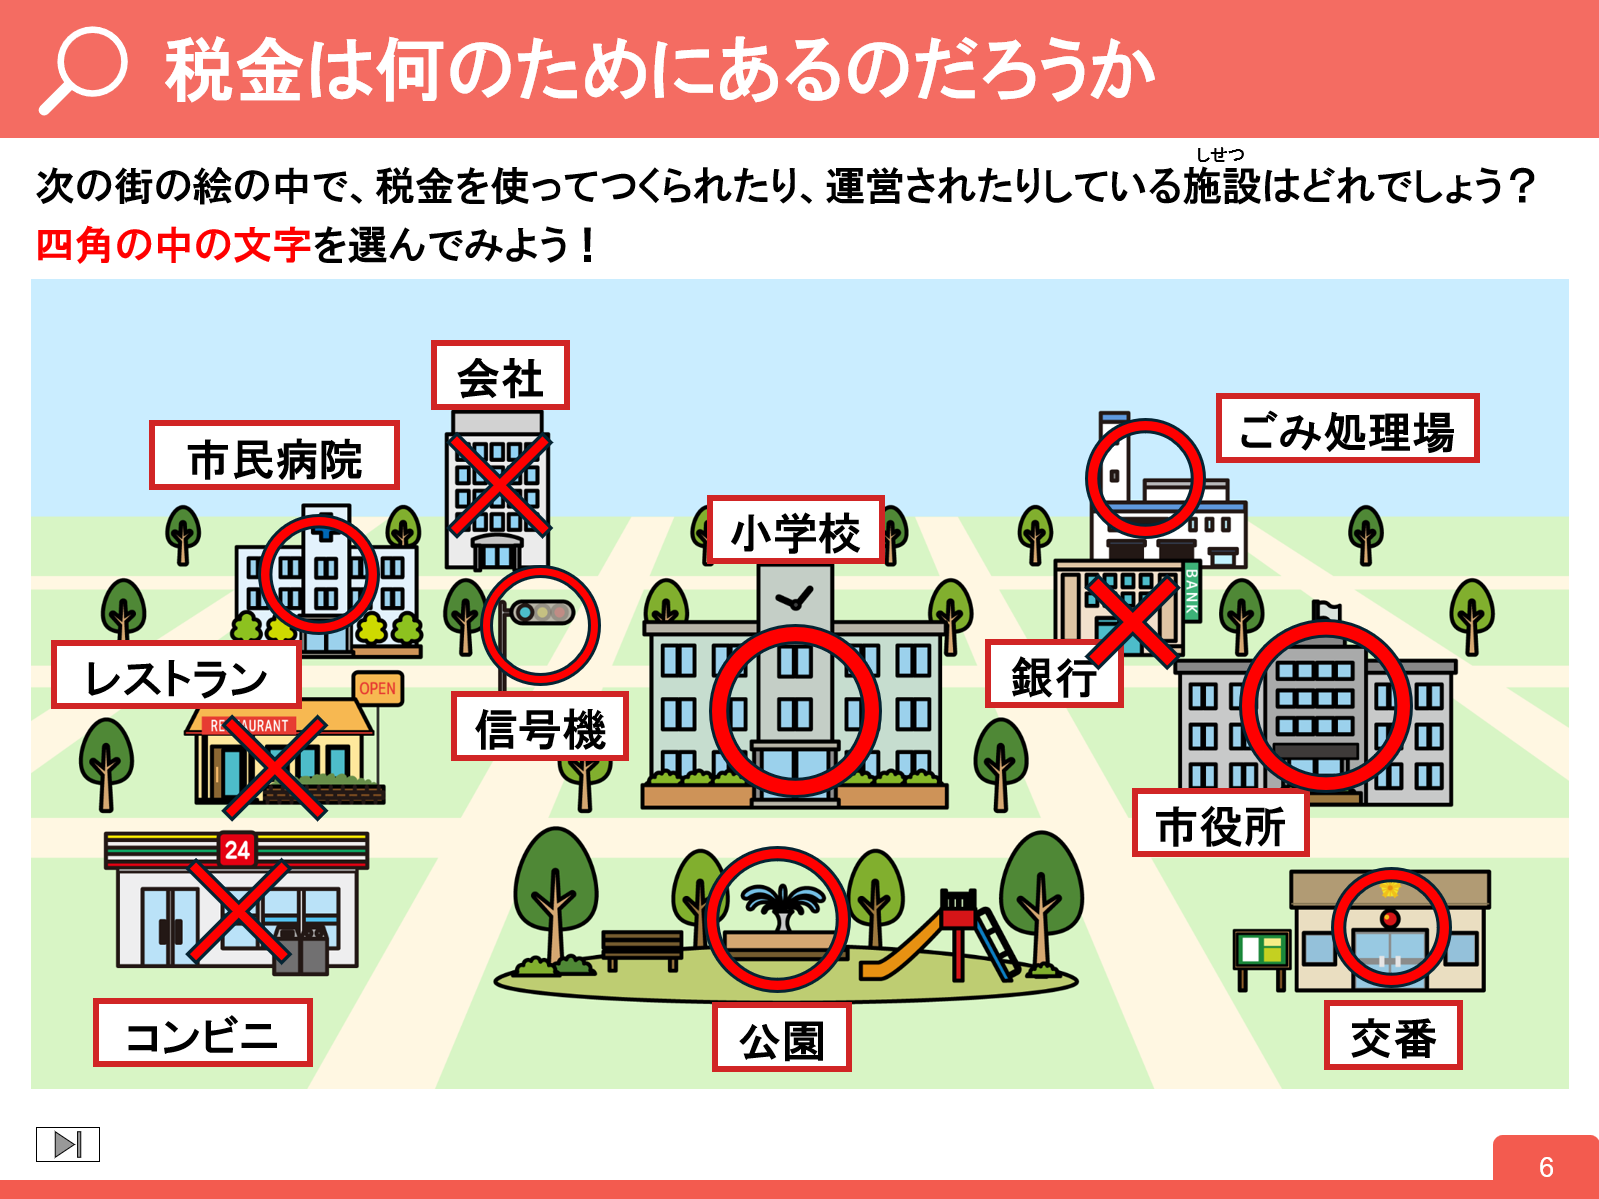 税金は何のためにあるのだろうか
しせつ
次の街の絵の中で、税金を使ってつくられたり、運営されたりしている施設はどれでしょう？
四角の中の文字を選んでみよう！
会社
ごみ処理場
市民病院
小学校
BANK
レストラン
銀行
OPEN
信号機
RESTAURANT
市役所
24
コンビニ
公園
交番
6